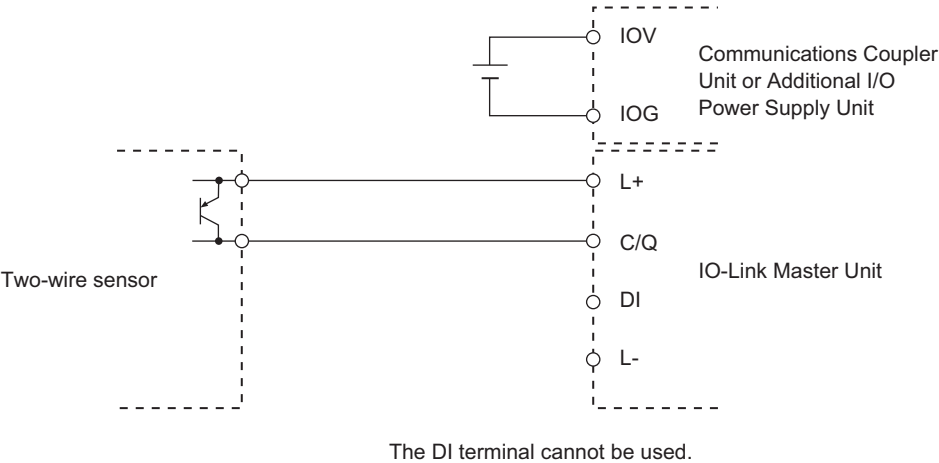 IOV
Communications Coupler
Unit or Additional I/O
Power Supply Unit
IOG
L+
C/Q
IO-Link Master Unit
Two-wire sensor
DI
L-
The DI terminal cannot be used.